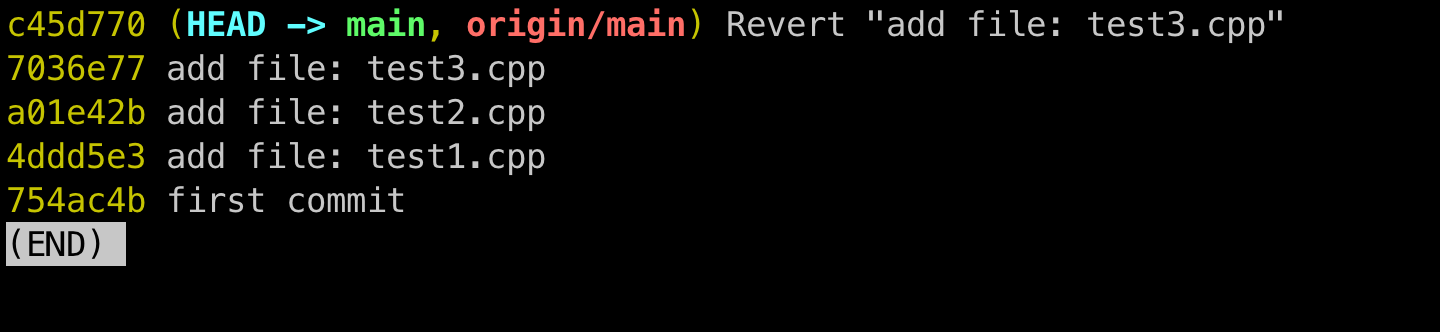 c45d770 (HEAD -> main, origin/main) Revert "add file: test3.cpp"
7036e77 add file: test3.cpp
a01e42b add file: test2.cpp
4ddd5e3 add file: test1.cpp
754ac4b first commit
(END)